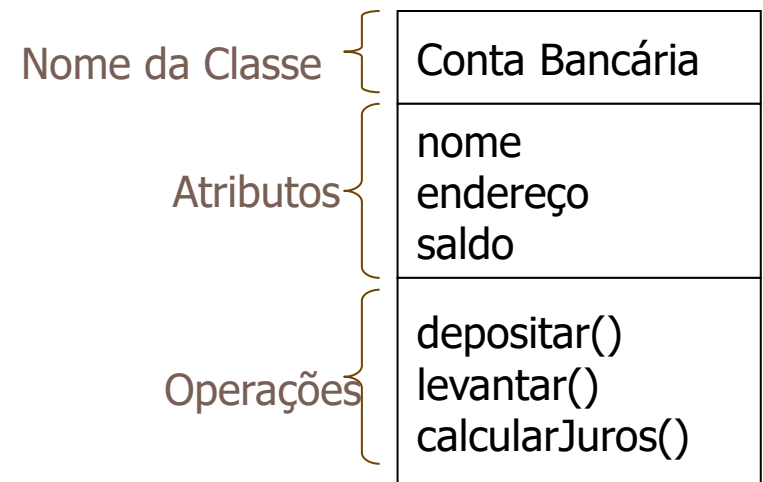 Nome da Classe
Conta Bancária
Atributos
nome
endereço
saldo
Operações
depositar()
levantar()
calcularJuros()